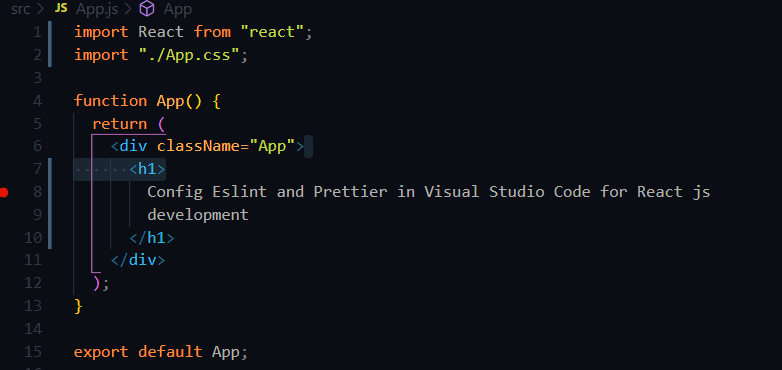 src > JS App.js > App
1 import React from "react";
2 import "./App.css";
3
4 function App() {
5   return (
6     <div className="App">
7       <h1>
8         Config Eslint and Prettier in Visual Studio Code for React js
9         development
10       </h1>
11     </div>
12   );
13 }
14
15 export default App;